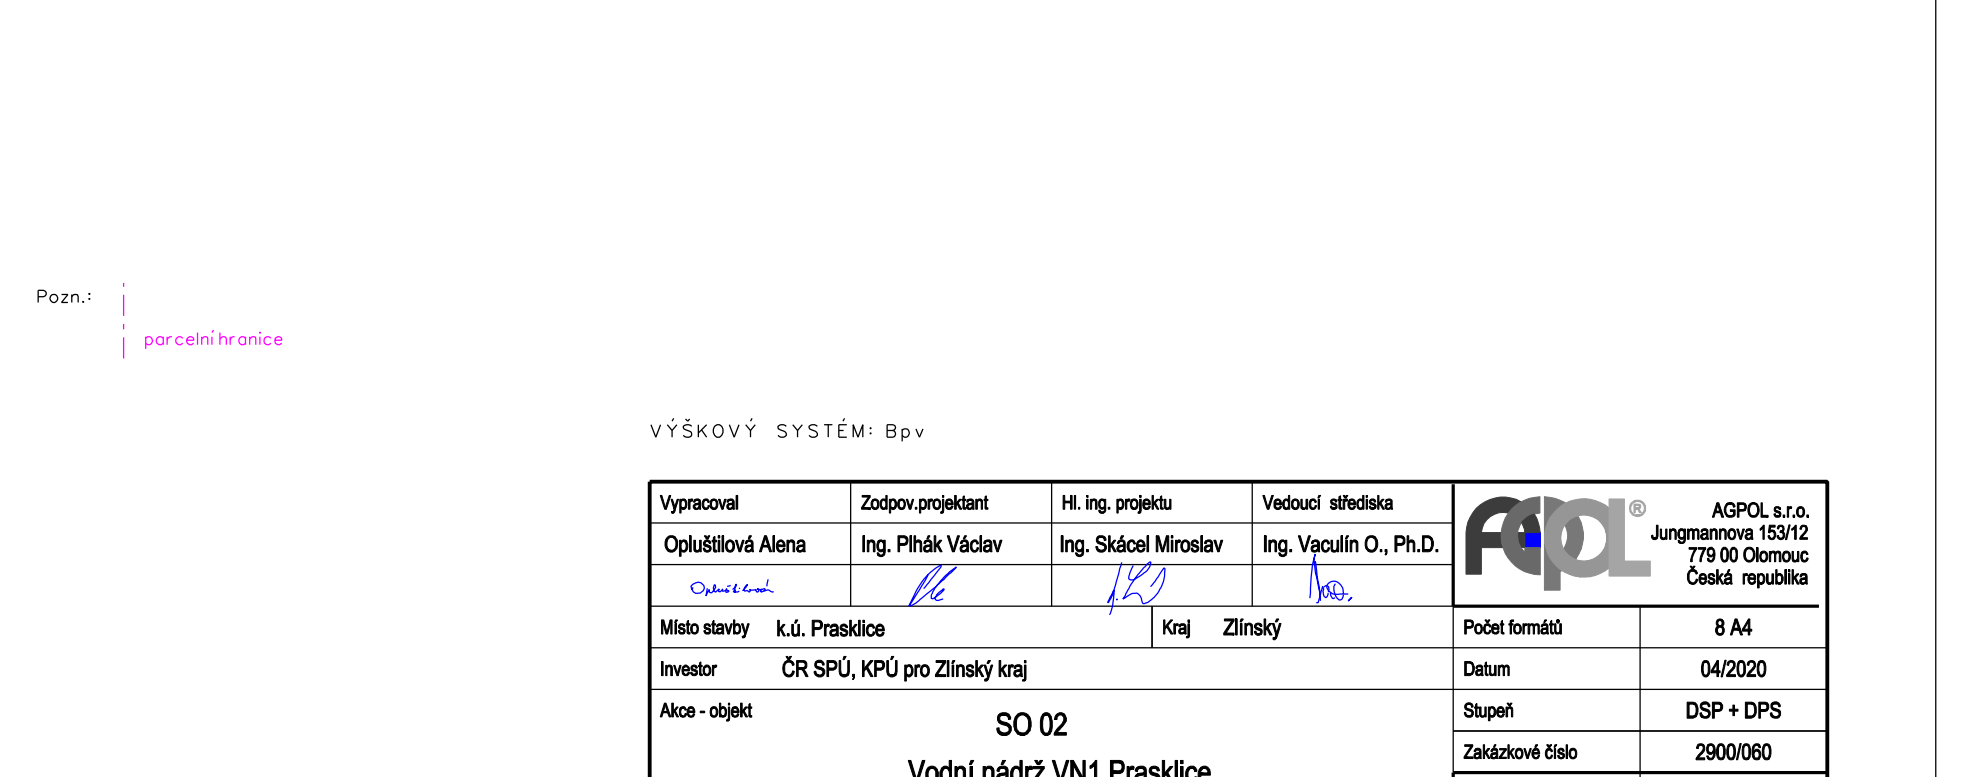 Pozn.:
parcelní hranice
VÝŠKOVÝ SYSTÉM: Bpv
Vypracoval Zodpov.projektant Hl. ing. projektu Vedoucí střediska
Opluštilová Alena Ing. Plhák Václav Ing. Skácel Miroslav Ing. Vaculín O., Ph.D.
Opluštilová
AGPOL®
AGPOL s.r.o.
Jungmannova 153/12
779 00 Olomouc
Česká republika
Místo stavby k.ú. Prasklice Kraj Zlínský Počet formátů 8 A4
Investor ČR SPÚ, KPÚ pro Zlínský kraj Datum 04/2020
Akce - objekt SO 02 Stupeň DSP + DPS
Zakázkové číslo 2900/060
Vodní nádrž VN1 Prasklice